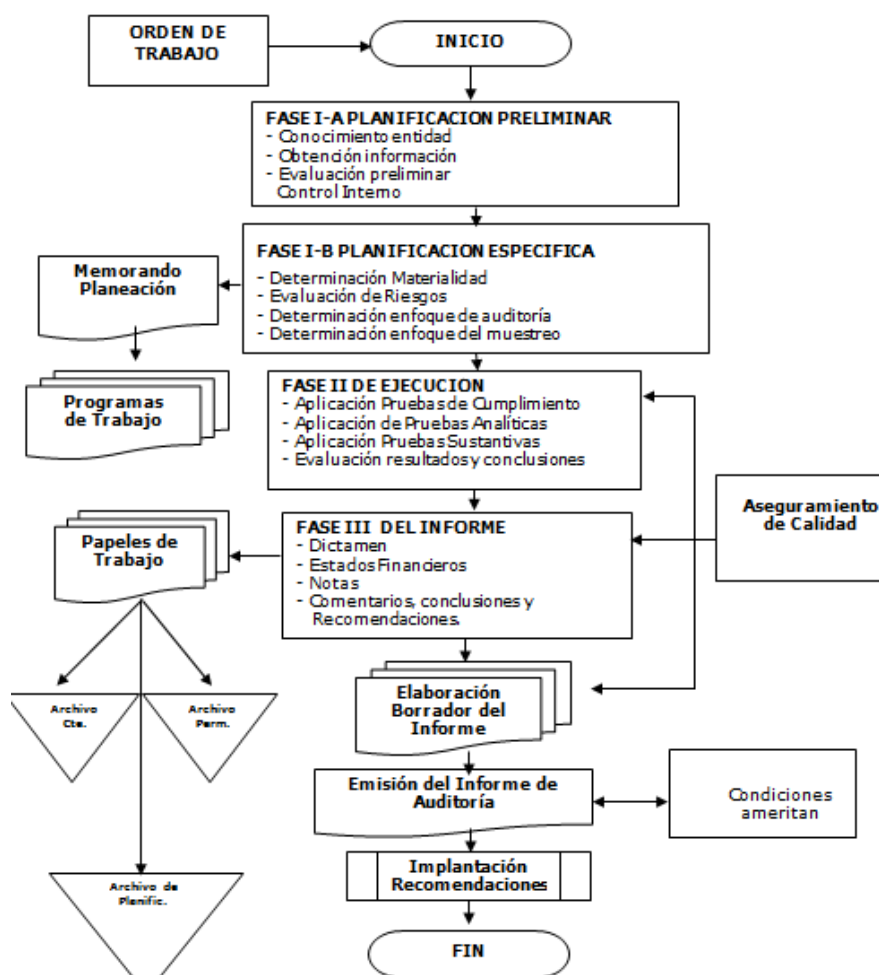 ORDEN DE
TRABAJO
INICIO
FASE I-A PLANIFICACION PRELIMINAR
- Conocimiento entidad
- Obtención información
- Evaluación preliminar
Control Interno
FASE I-B PLANIFICACION ESPECIFICA
- Determinación Materialidad
- Evaluación de Riesgos
- Determinación enfoque de auditoría
- Determinación enfoque del muestreo
Memorando
Planeación
Programas
de Trabajo
FASE II DE EJECUCION
- Aplicación Pruebas de Cumplimiento
- Aplicación de Pruebas Analíticas
- Aplicación Pruebas Sustantivas
- Evaluación resultados y conclusiones
Aseguramiento
de Calidad
FASE III DEL INFORME
- Dictamen
- Estados Financieros
- Notas
- Comentarios, conclusiones y
Recomendaciones.
Papeles de
Trabajo
Archivo
Cte.
Archivo
Perm.
Archivo de
Planific.
Elaboración
Borrador del
Informe
Emisión del Informe de
Auditoría
Condiciones
ameritan
Implantación
Recomendaciones
FIN